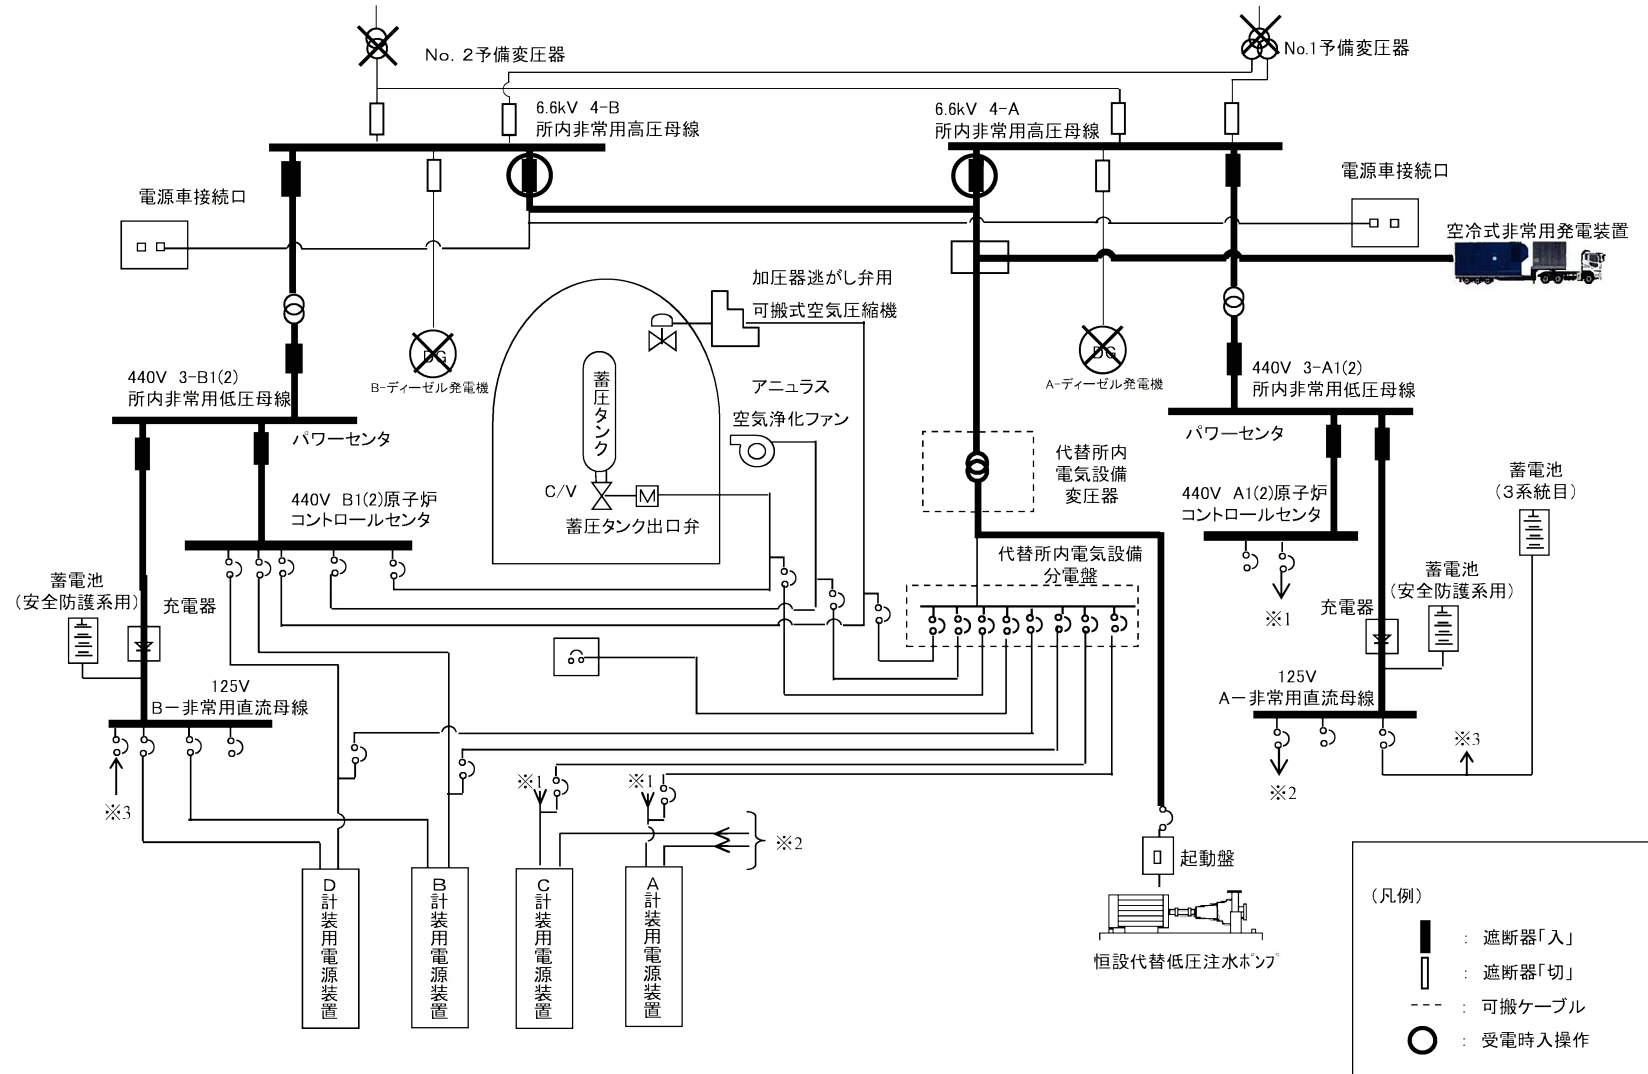 No. 2予備変圧器
No.1予備変圧器
6.6kV 4-B
所内非常用高圧母線
6.6kV 4-A
所内非常用高圧母線
電源車接続口
電源車接続口
空冷式非常用発電装置
加圧器逃がし弁用
可搬式空気圧縮機
DG
B-ディーゼル発電機
DG
A-ディーゼル発電機
440V 3-B1(2)
所内非常用低圧母線
パワーセンタ
440V 3-A1(2)
所内非常用低圧母線
パワーセンタ
蓄圧タンク
アニュラス
空気浄化ファン
C/V
M
蓄圧タンク出口弁
代替所内
電気設備
変圧器
440V B1(2)原子炉
コントロールセンタ
440V A1(2)原子炉
コントロールセンタ
蓄電池
(3系統目)
代替所内電気設備
分電盤
蓄電池
(安全防護系用)
充電器
※1
充電器
蓄電池
(安全防護系用)
125V
B-非常用直流母線
125V
A-非常用直流母線
※3
※1
※1
※2
※2
※3
D計装用電源装置
B計装用電源装置
C計装用電源装置
A計装用電源装置
起動盤
恒設代替低圧注水ポンプ
(凡例)
: 遮断器「入」
: 遮断器「切」
: 可搬ケーブル
: 受電時入操作